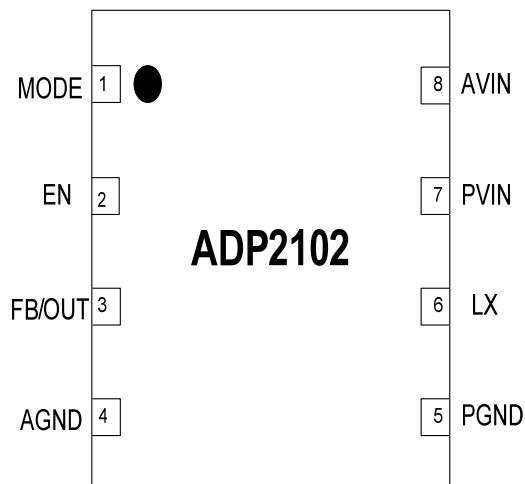 MODE 1 8 AVIN
EN 2 7 PVIN
ADP2102
FB/OUT 3 6 LX
AGND 4 5 PGND